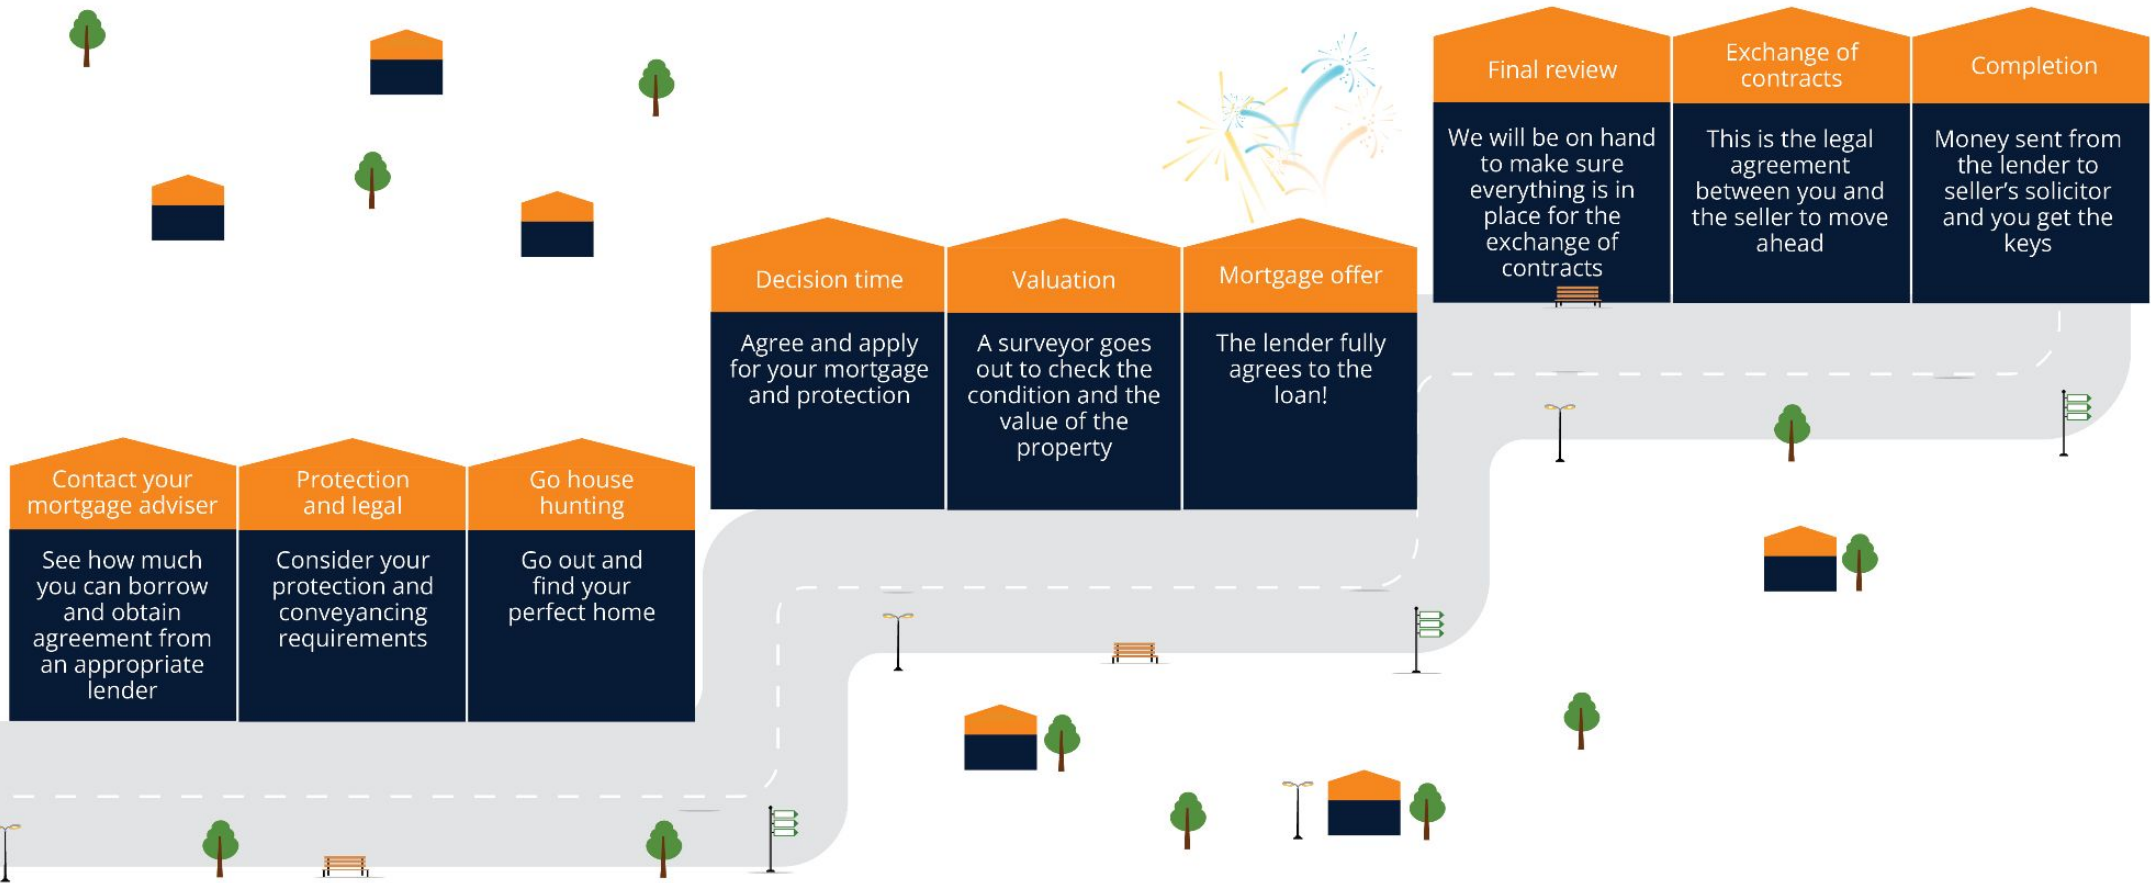 Contact your
mortgage adviser
See how much
you can borrow
and obtain
agreement from
an appropriate
lender
Protection
and legal
Consider your
protection and
conveyancing
requirements
Go house
hunting
Go out and
find your
perfect home
Decision time
Agree and apply
for your mortgage
and protection
Valuation
A surveyor goes
out to check the
condition and the
value of the
property
Mortgage offer
The lender fully
agrees to the
loan!
Final review
We will be on hand
to make sure
everything is in
place for the
exchange of
contracts
Exchange of
contracts
This is the legal
agreement
between you and
the seller to move
ahead
Completion
Money sent from
the lender to
seller’s solicitor
and you get the
keys